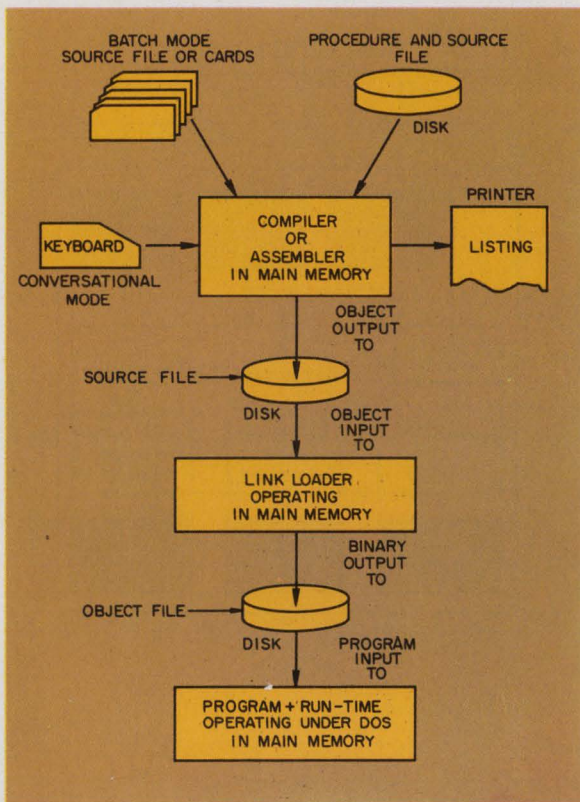 BATCH MODE
SOURCE FILE OR CARDS
PROCEDURE AND SOURCE
FILE
DISK
PRINTER
KEYBOARD
CONVERSATIONAL
MODE
COMPILER
OR
ASSEMBLER
IN MAIN MEMORY
LISTING
OBJECT
OUTPUT
TO
SOURCE FILE
DISK
OBJECT
INPUT
TO
LINK LOADER
OPERATING
IN MAIN MEMORY
BINARY
OUTPUT
TO
OBJECT FILE
DISK
PROGRAM
INPUT
TO
PROGRAM + RUN-TIME
OPERATING UNDER DOS
IN MAIN MEMORY